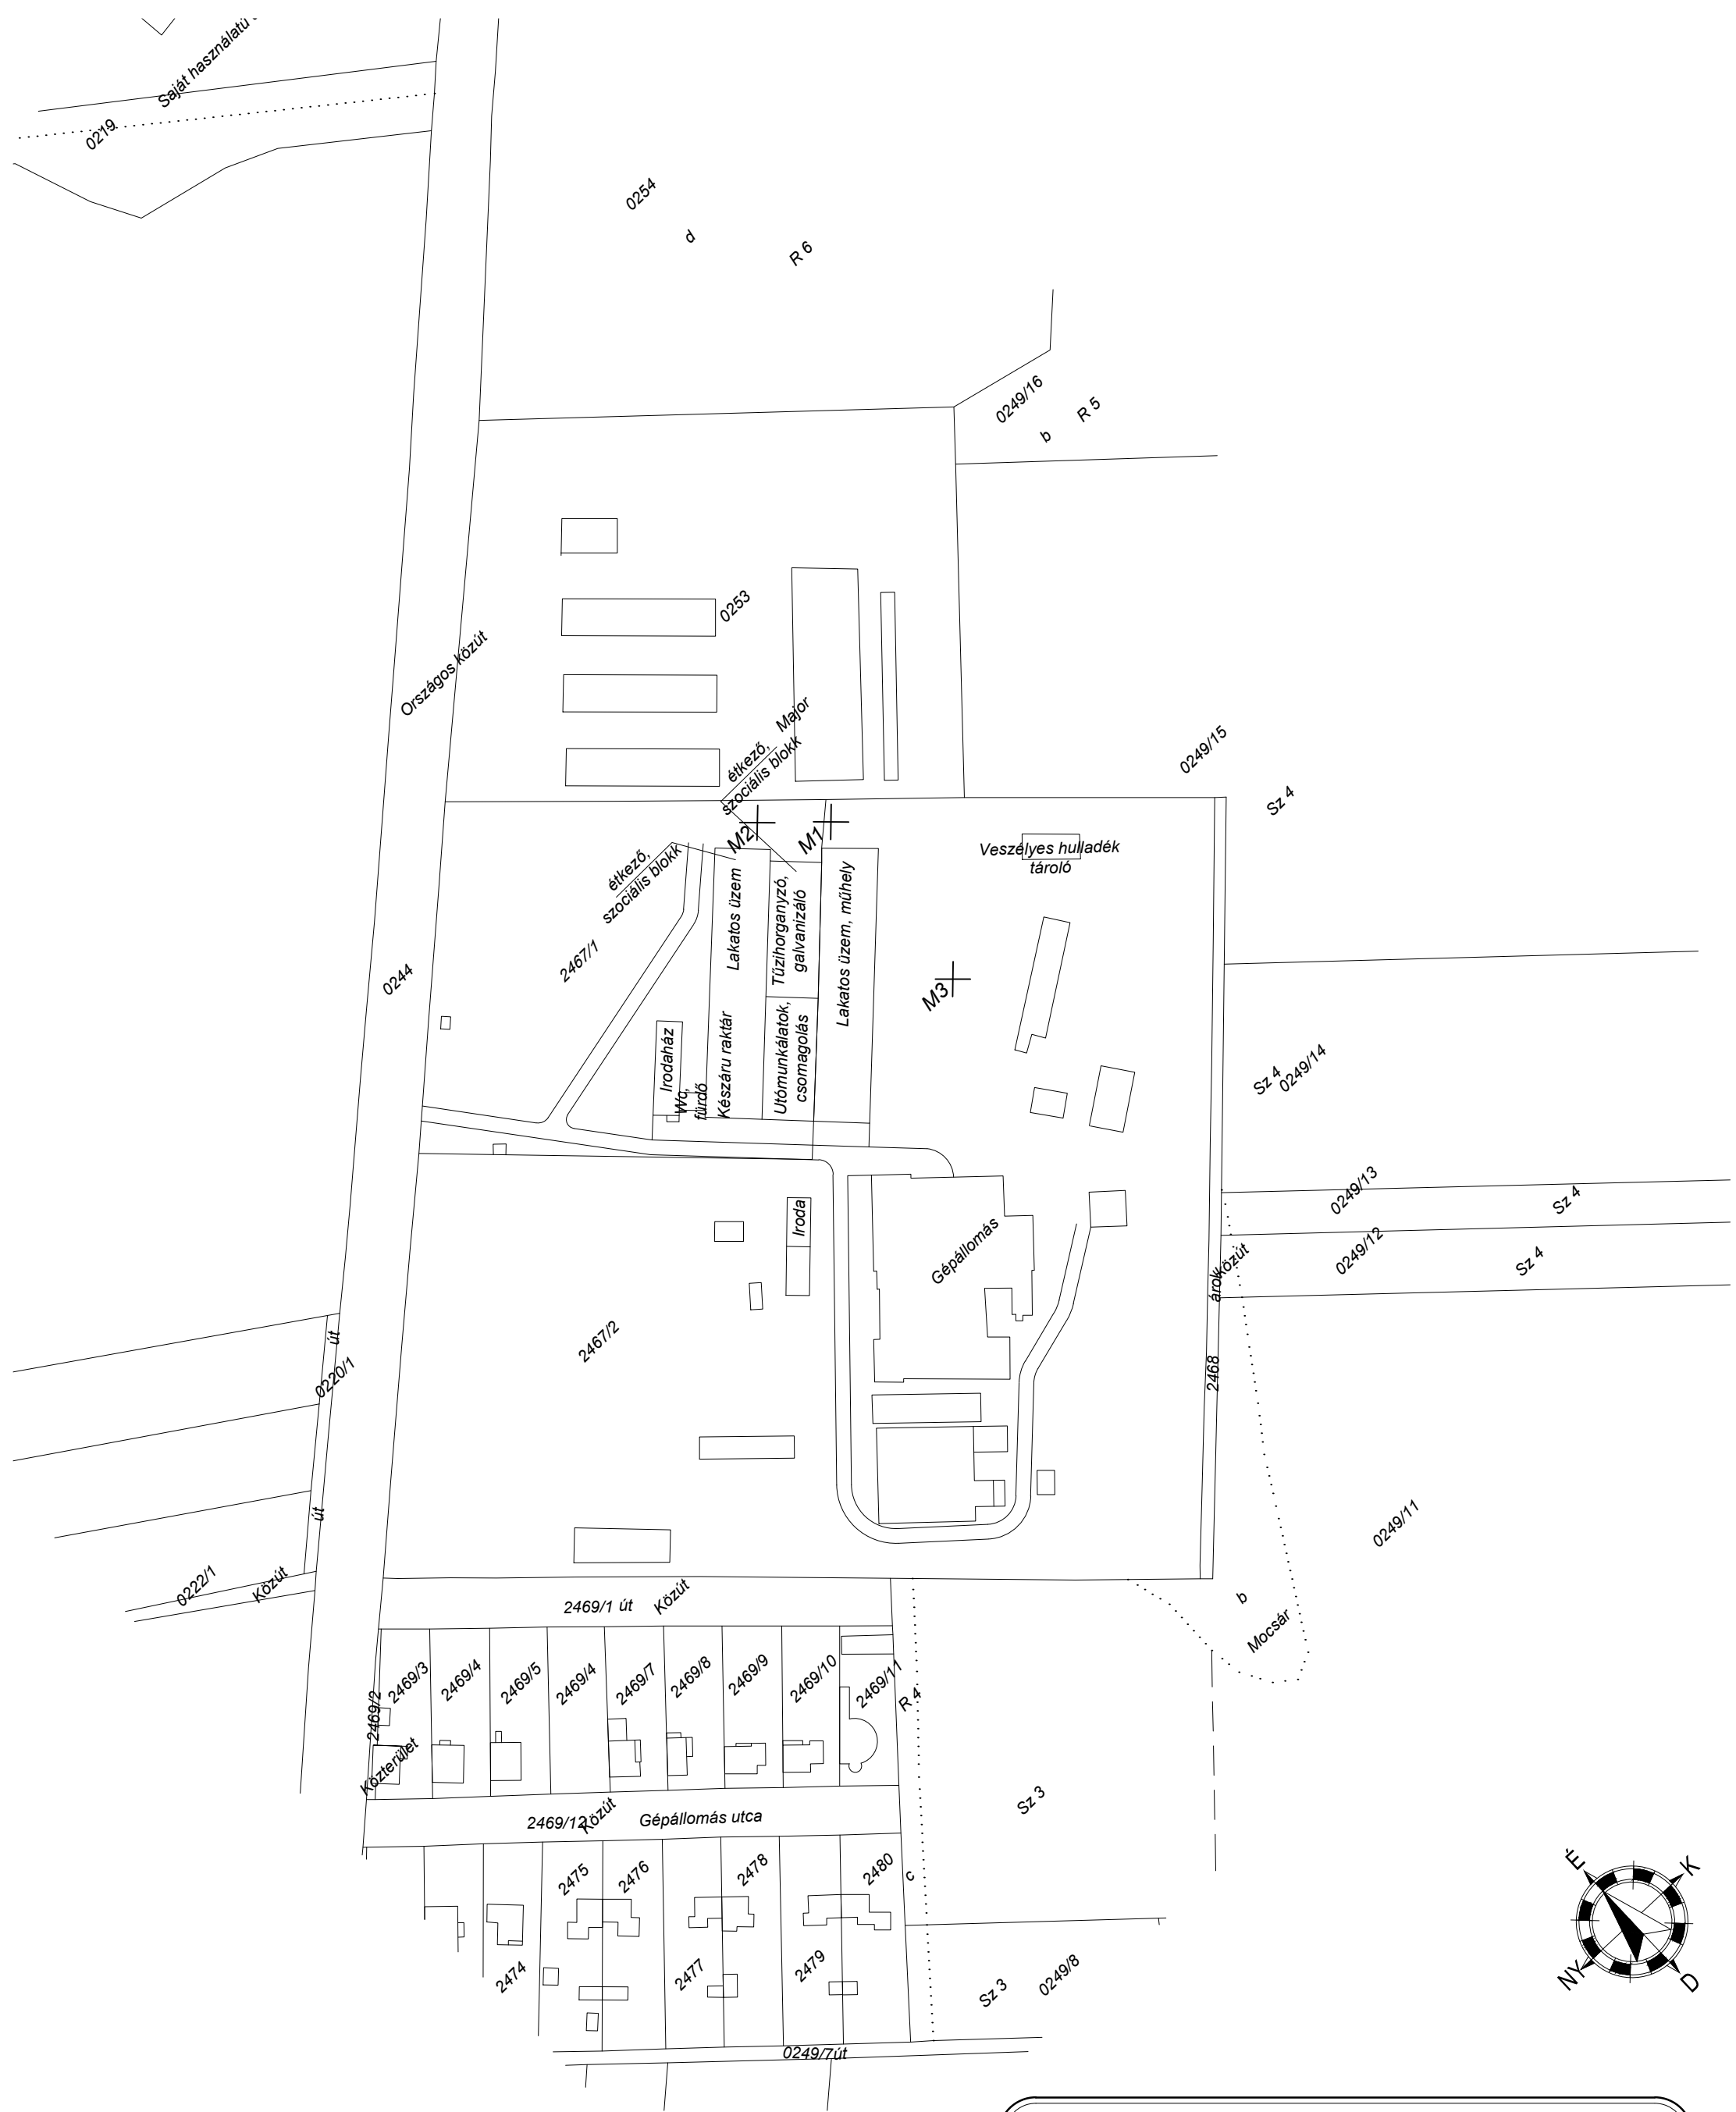 Saját használatú
0219
0254
d
R 6
0249/16
b
R 5
0253
Országos közút
Major
étkező,
szociális blokk
0249/15
Sz 4
M2
M1
Veszélyes hulladék
tároló
étkező,
szociális blokk
Lakatos üzem
Tűzihorganyzó,
galvanizáló
Lakatos üzem, műhely
2467/1
0244
M3
Irodaház
Wc,
fürdő
Készáru raktár
Utómunkálatok,
csomagolás
Sz 4
0249/14
0249/13
Sz 4
Iroda
Gépállomás
Közút
árok
0249/12
Sz 4
2467/2
út
0220/1
2468
út
0249/11
0222/1
Közút
2469/1 út
Közút
b
Mocsár
2469/2
2469/3
2469/4
2469/5
2469/4
2469/7
2469/8
2469/9
2469/10
2469/11
R 4
Közterület
Sz 3
2469/12
Közút
Gépállomás utca
2475
2476
2478
2480
c
2474
2477
2479
Sz 3
0249/8
0249/7út
É
K
NY
D